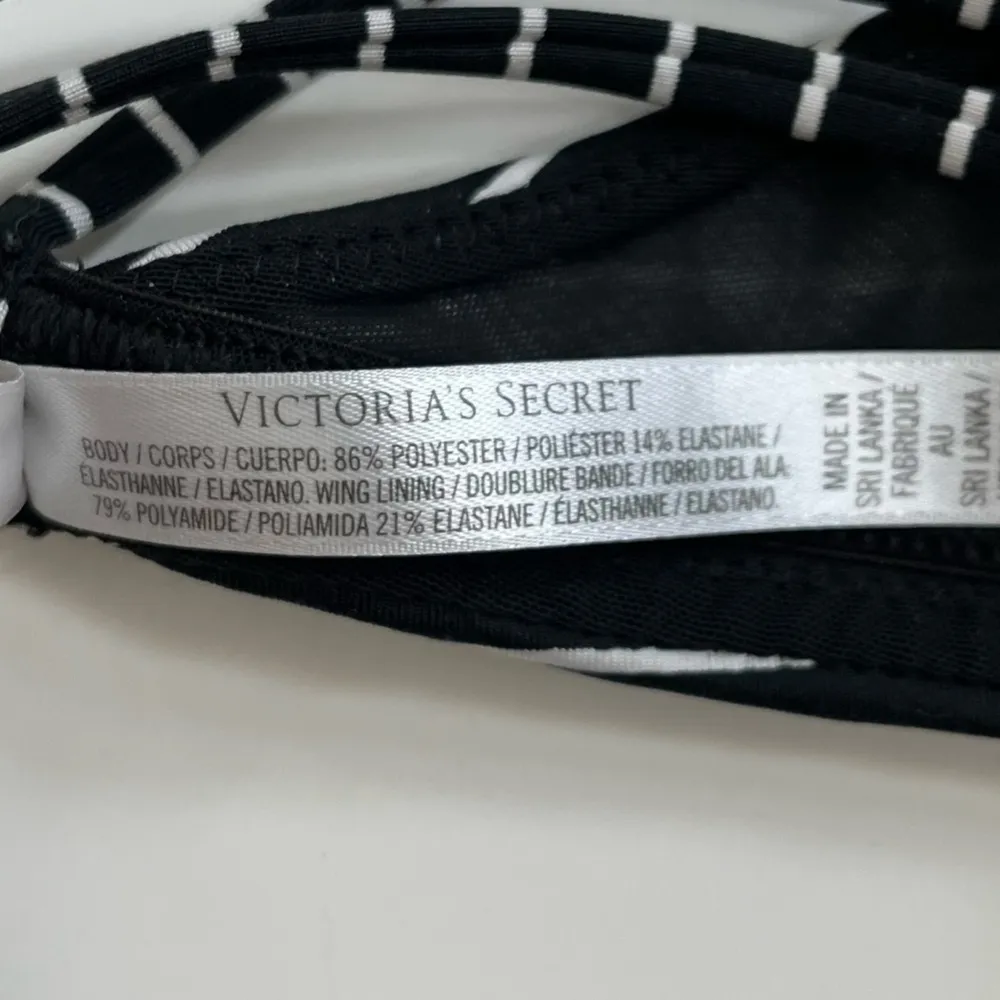 VICTORIA'S SECRET
BODY / CORPS / CUERPO: 86% POLYESTER / POLIÉSTER 14% ELASTANE /
ÉLASTHANNE / ELASTANO. WING LINING / DOUBLURE BANDE / FORRO DEL ALA:
79% POLYAMIDE / POLIAMIDA 21% ELASTANE / ÉLASTHANNE / ELASTANO.
MADE IN
SRI LANKA /
FABRIQUÉ
AU
SRI LANKA /